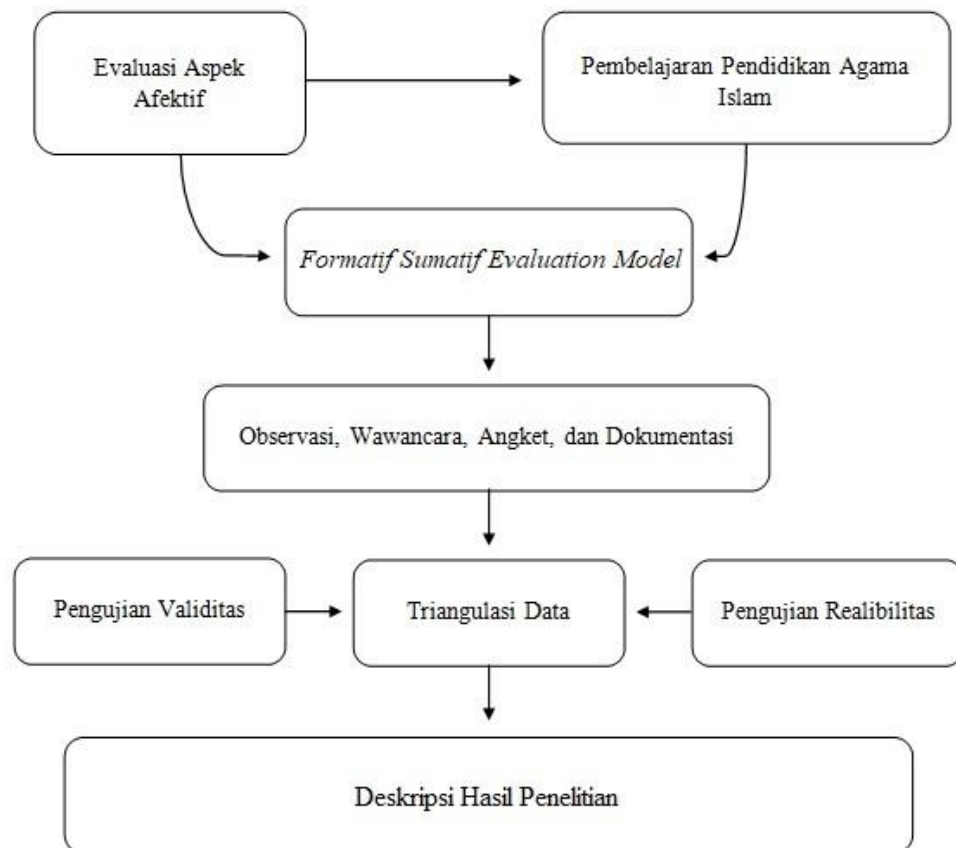 Evaluasi Aspek
Afektif
Pembelajaran Pendidikan Agama
Islam
Formatif Sumatif Evaluation Model
Observasi, Wawancara, Angket, dan Dokumentasi
Pengujian Validitas
Triangulasi Data
Pengujian Realibilitas
Deskripsi Hasil Penelitian